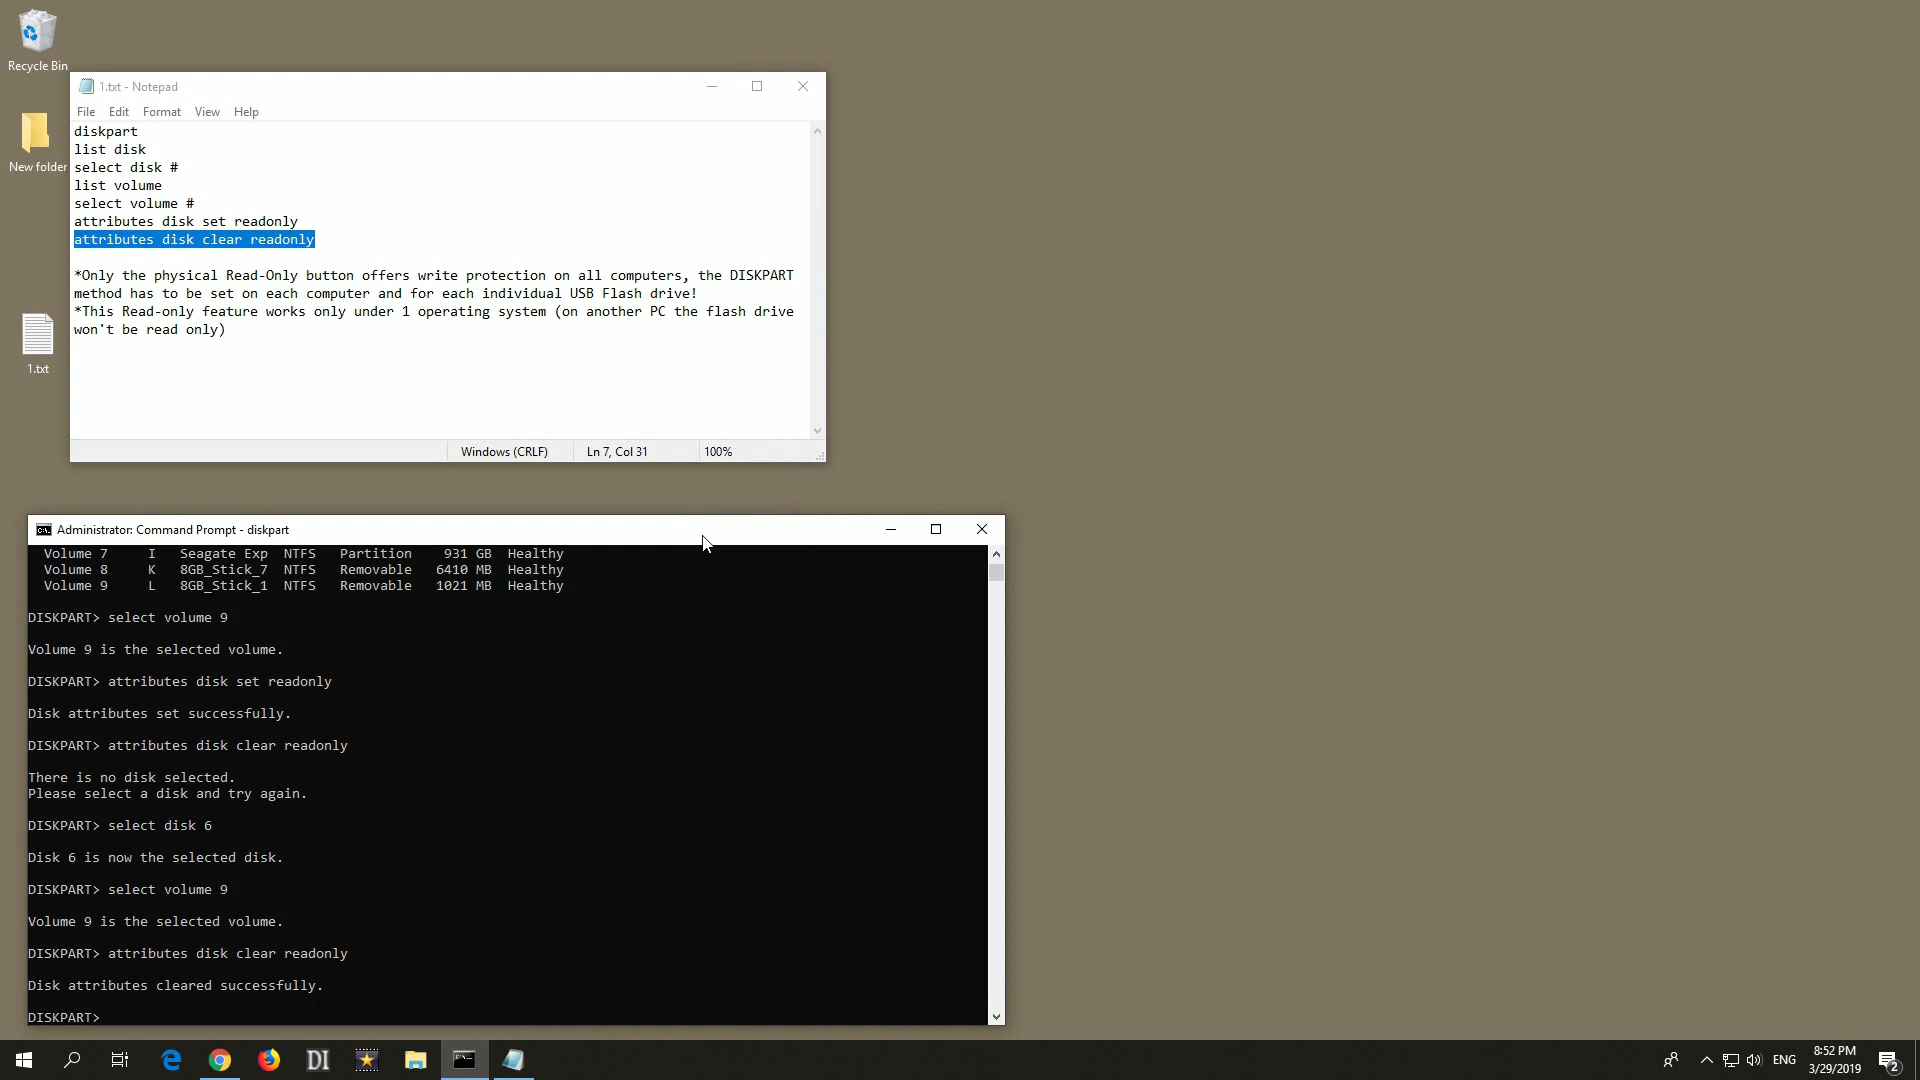 Recycle Bin
New folder
1.txt
1.txt - Notepad
File Edit Format View Help
diskpart
list disk
select disk #
list volume
select volume #
attributes disk set readonly
attributes disk clear readonly
*Only the physical Read-Only button offers write protection on all computers, the DISKPART
method has to be set on each computer and for each individual USB Flash drive!
*This Read-only feature works only under 1 operating system (on another PC the flash drive
won't be read only)
Windows (CRLF) Ln 7, Col 31 100%
Administrator: Command Prompt - diskpart
Volume 7 I Seagate Exp NTFS Partition 931 GB Healthy
Volume 8 K 8GB_Stick_7 NTFS Removable 6410 MB Healthy
Volume 9 L 8GB_Stick_1 NTFS Removable 1021 MB Healthy
DISKPART> select volume 9
Volume 9 is the selected volume.
DISKPART> attributes disk set readonly
Disk attributes set successfully.
DISKPART> attributes disk clear readonly
There is no disk selected.
Please select a disk and try again.
DISKPART> select disk 6
Disk 6 is now the selected disk.
DISKPART> select volume 9
Volume 9 is the selected volume.
DISKPART> attributes disk clear readonly
Disk attributes cleared successfully.
DISKPART>
DI
ENG
8:52 PM
3/29/2019
2